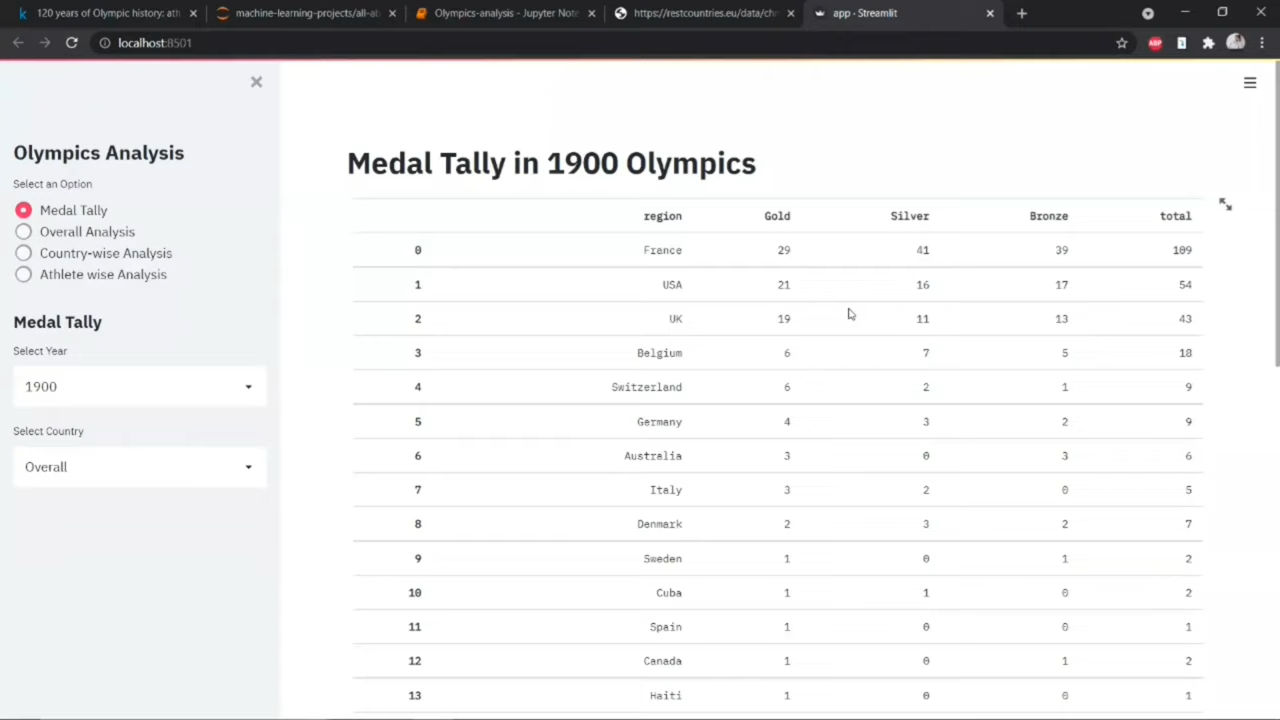 120 years of Olympic history: ath
machine-learning-projects/all-ab
Olympics-analysis - Jupyter Note
https://restcountries.eu/data/ch
app · Streamlit
localhost:8501
ABP
Olympics Analysis
Select an Option
Medal Tally
Overall Analysis
Country-wise Analysis
Athlete wise Analysis
Medal Tally
Select Year
1900
Select Country
Overall
Medal Tally in 1900 Olympics
region Gold Silver Bronze total
0 France 29 41 39 109
1 USA 21 16 17 54
2 UK 19 11 13 43
3 Belgium 6 7 5 18
4 Switzerland 6 2 1 9
5 Germany 4 3 2 9
6 Australia 3 0 3 6
7 Italy 3 2 0 5
8 Denmark 2 3 2 7
9 Sweden 1 0 1 2
10 Cuba 1 1 0 2
11 Spain 1 0 0 1
12 Canada 1 0 1 2
13 Haiti 1 0 0 1